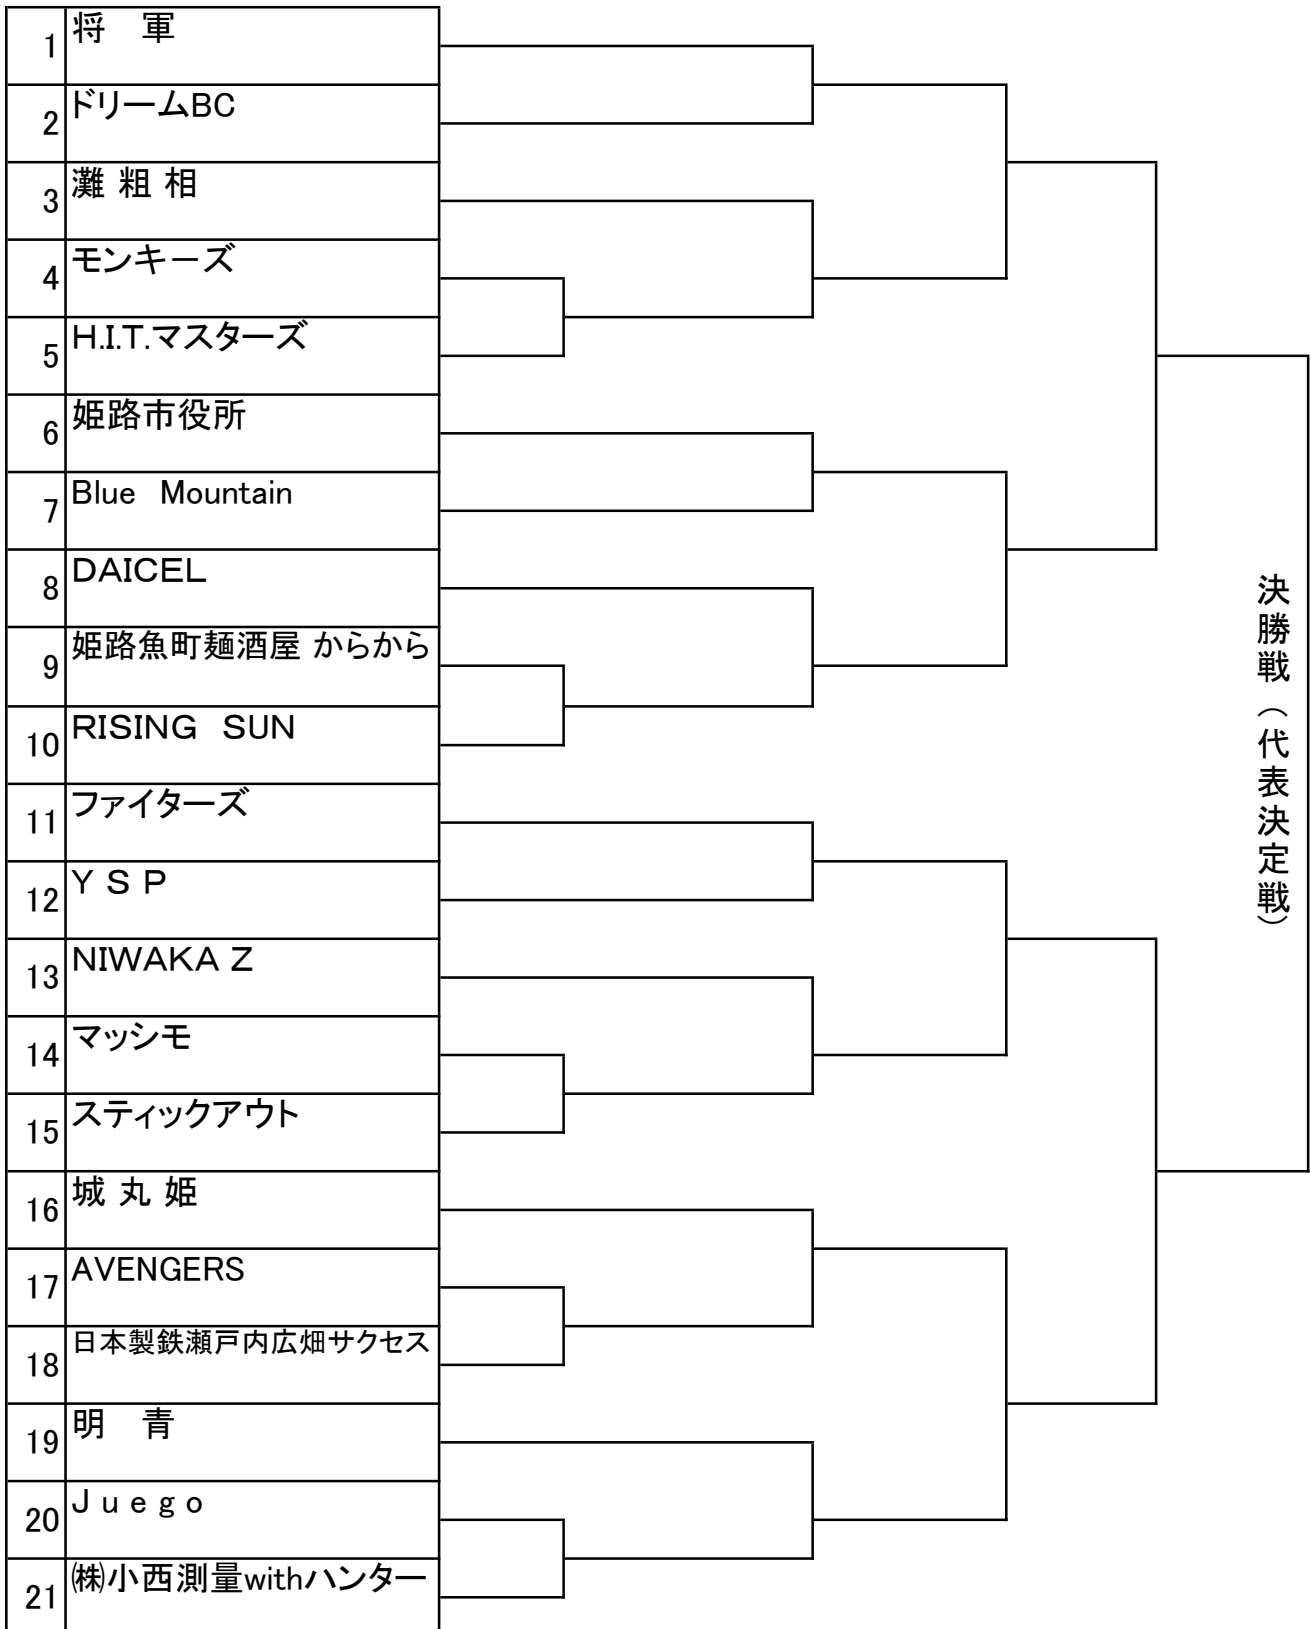 1 将　軍
2 ドリームBC
3 灘 粗 相
4 モンキーズ
5 H.I.T.マスターズ
6 姫路市役所
7 Blue　Mountain
8 DAICEL
9 姫路魚町麺酒屋 からから
10 RISING　SUN
11 ファイターズ
12 Y S P
13 NIWAKA Z
14 マッシモ
15 スティックアウト
16 城 丸 姫
17 AVENGERS
18 日本製鉄瀬戸内広畑サクセス
19 明　青
20 J u e g o
21 ㈱小西測量withハンター
決勝戦（代表決定戦）